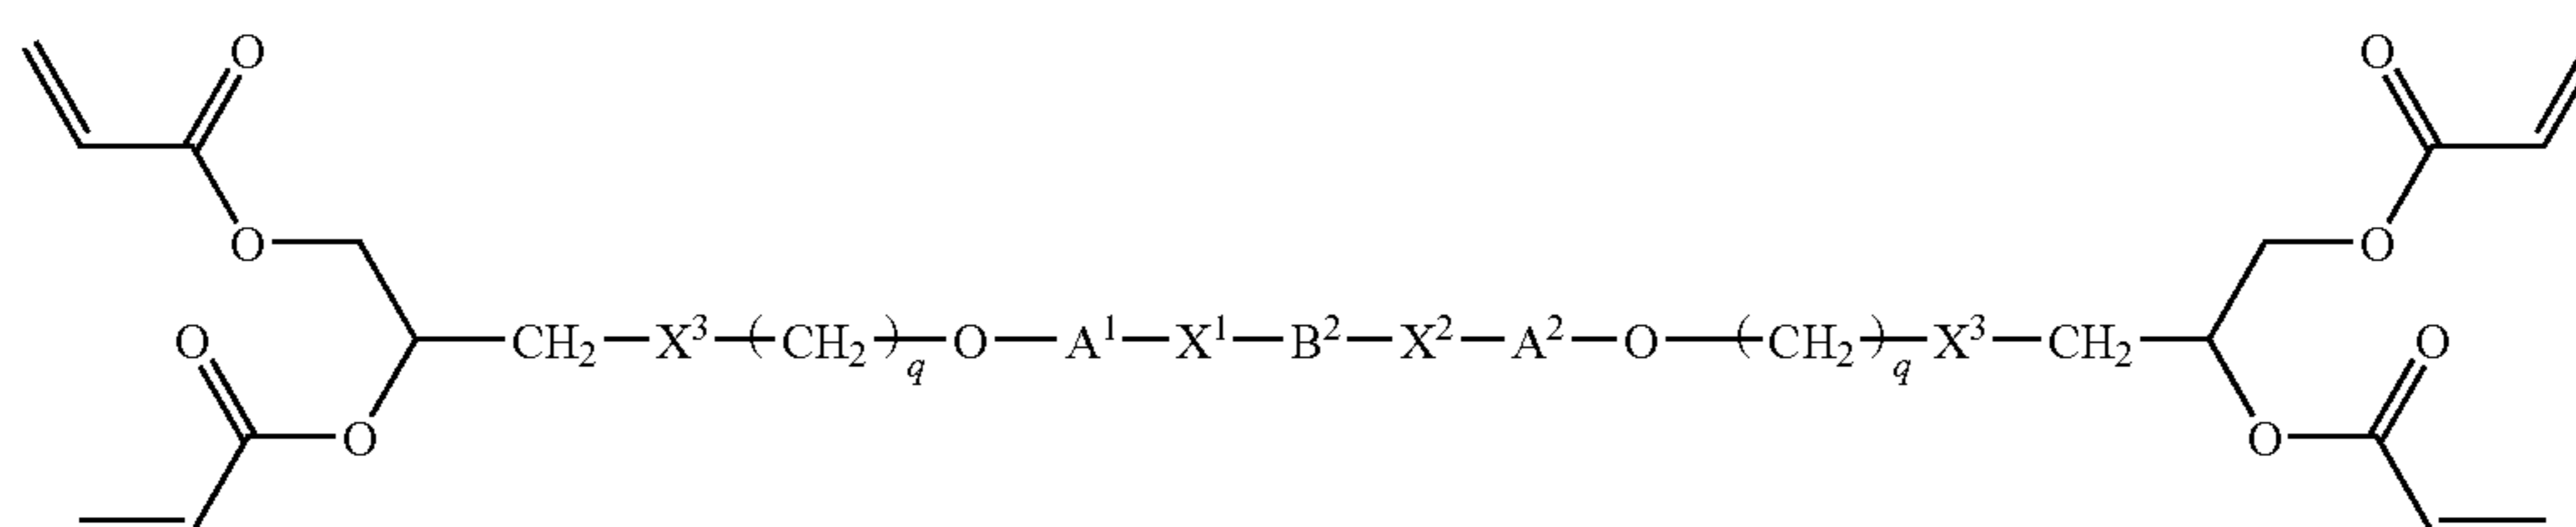 O O
O O
O CH₂—X³—(CH₂)q—O—A¹—X¹—B²—X²—A²—O—(CH₂)q—X³—CH₂ O
O O